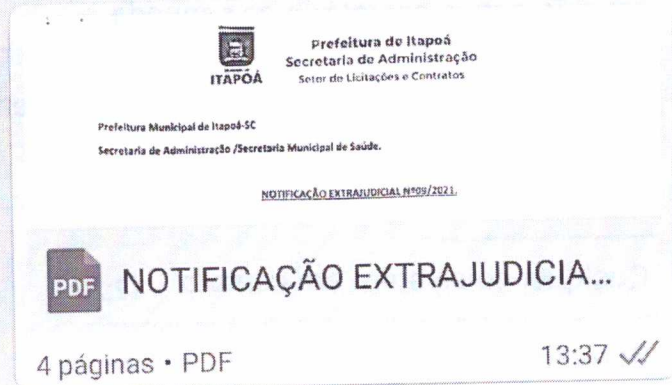 ITAPOÁ
Prefeitura de Itapoá
Secretaria de Administração
Setor de Licitações e Contratos
Prefeitura Municipal de Itapoá-SC
Secretaria de Administração /Secretaria Municipal de Saúde.
NOTIFICAÇÃO EXTRAJUDICIAL Nº09/2021.
PDF
NOTIFICAÇÃO EXTRAJUDICIA...
4 páginas • PDF
13:37